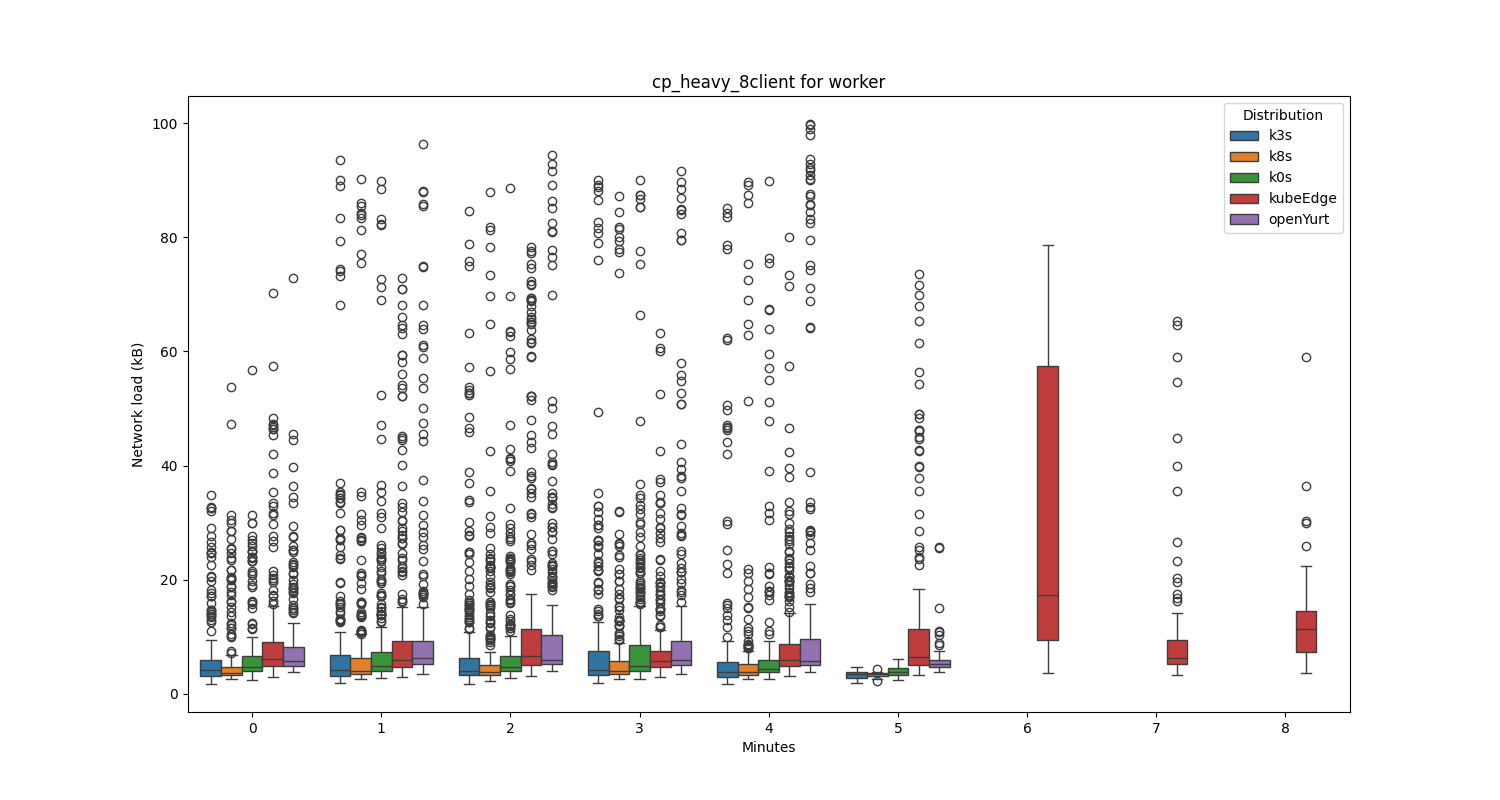 cp_heavy_8client for worker
Distribution
k3s
k8s
k0s
kubeEdge
openYurt
Network load (kB)
100
80
60
40
20
0
0 1 2 3 4 5 6 7 8
Minutes